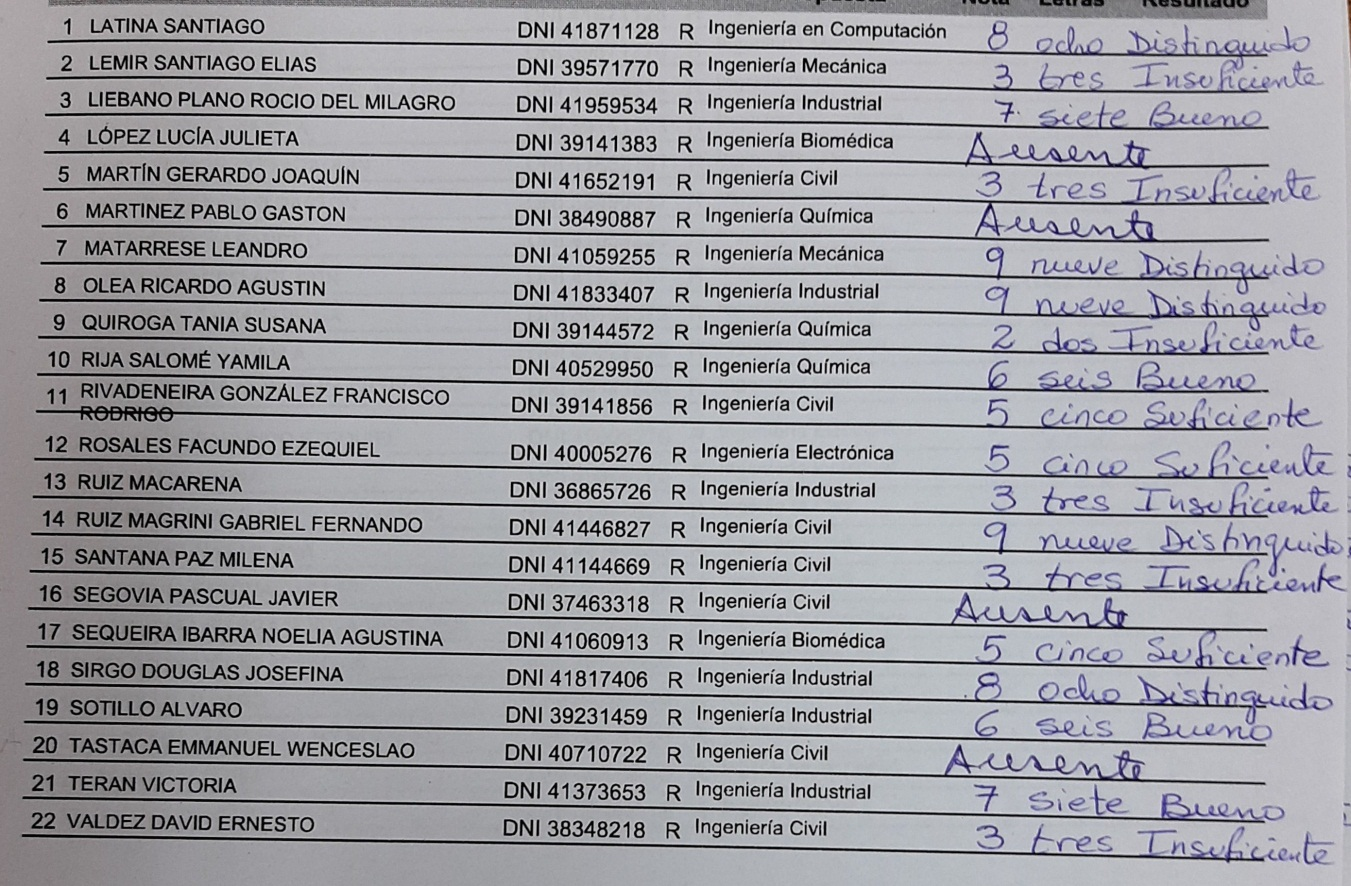 Nota Letras Resultado
1 LATINA SANTIAGO DNI 41871128 R Ingeniería en Computación 8 ocho Distinguido
2 LEMIR SANTIAGO ELIAS DNI 39571770 R Ingeniería Mecánica 3 tres Insuficiente
3 LIEBANO PLANO ROCIO DEL MILAGRO DNI 41959534 R Ingeniería Industrial 7 siete Bueno
4 LÓPEZ LUCÍA JULIETA DNI 39141383 R Ingeniería Biomédica Ausente
5 MARTÍN GERARDO JOAQUÍN DNI 41652191 R Ingeniería Civil 3 tres Insuficiente
6 MARTINEZ PABLO GASTON DNI 38490887 R Ingeniería Química Ausente
7 MATARRESE LEANDRO DNI 41059255 R Ingeniería Mecánica 9 nueve Distinguido
8 OLEA RICARDO AGUSTIN DNI 41833407 R Ingeniería Industrial 9 nueve Distinguido
9 QUIROGA TANIA SUSANA DNI 39144572 R Ingeniería Química 2 dos Insuficiente
10 RIJA SALOMÉ YAMILA DNI 40529950 R Ingeniería Química 6 seis Bueno
11 RIVADENEIRA GONZÁLEZ FRANCISCO DNI 39141856 R Ingeniería Civil 5 cinco Suficiente
RODRIGO
12 ROSALES FACUNDO EZEQUIEL DNI 40005276 R Ingeniería Electrónica 5 cinco Suficiente
13 RUIZ MACARENA DNI 36865726 R Ingeniería Industrial 3 tres Insuficiente
14 RUIZ MAGRINI GABRIEL FERNANDO DNI 41446827 R Ingeniería Civil 9 nueve Distinguido
15 SANTANA PAZ MILENA DNI 41144669 R Ingeniería Civil 3 tres Insuficiente
16 SEGOVIA PASCUAL JAVIER DNI 37463318 R Ingeniería Civil Ausente
17 SEQUEIRA IBARRA NOELIA AGUSTINA DNI 41060913 R Ingeniería Biomédica 5 cinco Suficiente
18 SIRGO DOUGLAS JOSEFINA DNI 41817406 R Ingeniería Industrial 8 ocho Distinguido
19 SOTILLO ALVARO DNI 39231459 R Ingeniería Industrial 6 seis Bueno
20 TASTACA EMMANUEL WENCESLAO DNI 40710722 R Ingeniería Civil Ausente
21 TERAN VICTORIA DNI 41373653 R Ingeniería Industrial 7 siete Bueno
22 VALDEZ DAVID ERNESTO DNI 38348218 R Ingeniería Civil 3 tres Insuficiente